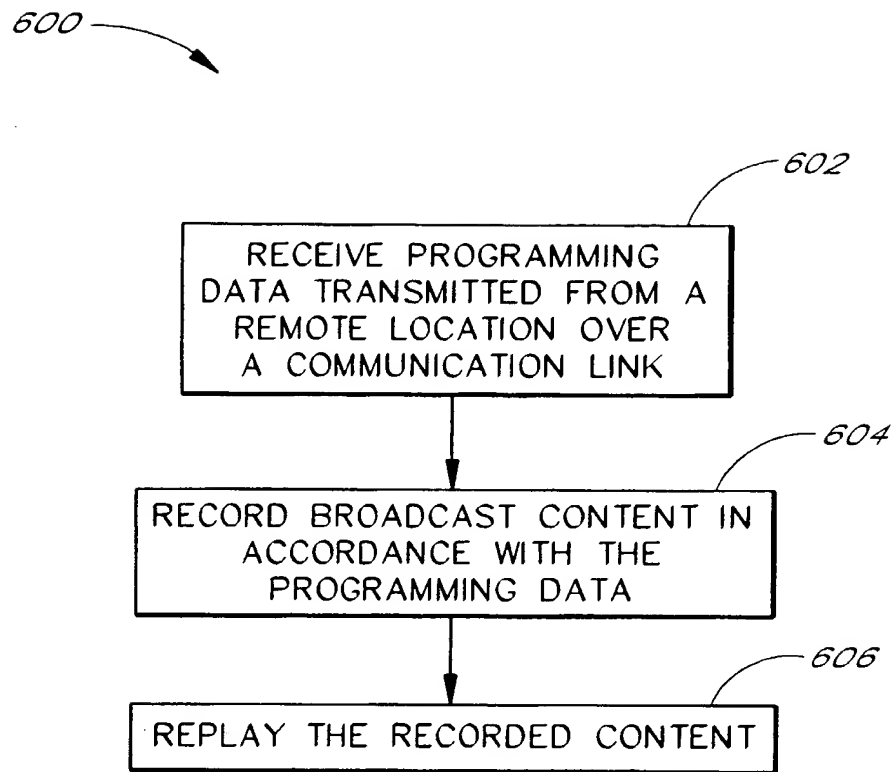 600
602
RECEIVE PROGRAMMING
DATA TRANSMITTED FROM A
REMOTE LOCATION OVER
A COMMUNICATION LINK
604
RECORD BROADCAST CONTENT IN
ACCORDANCE WITH THE
PROGRAMMING DATA
606
REPLAY THE RECORDED CONTENT